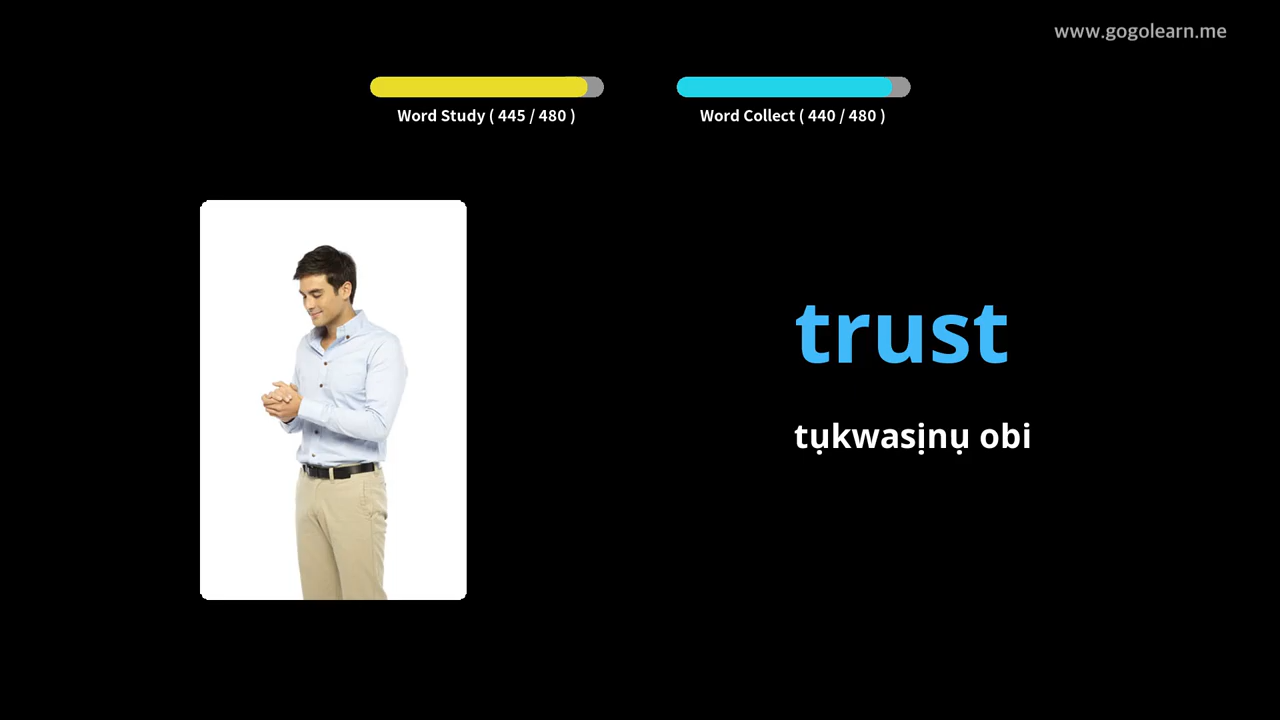 www.gogolearn.me
Word Study ( 445 / 480 )
Word Collect ( 440 / 480 )
trust
tụkwasịnụ obi